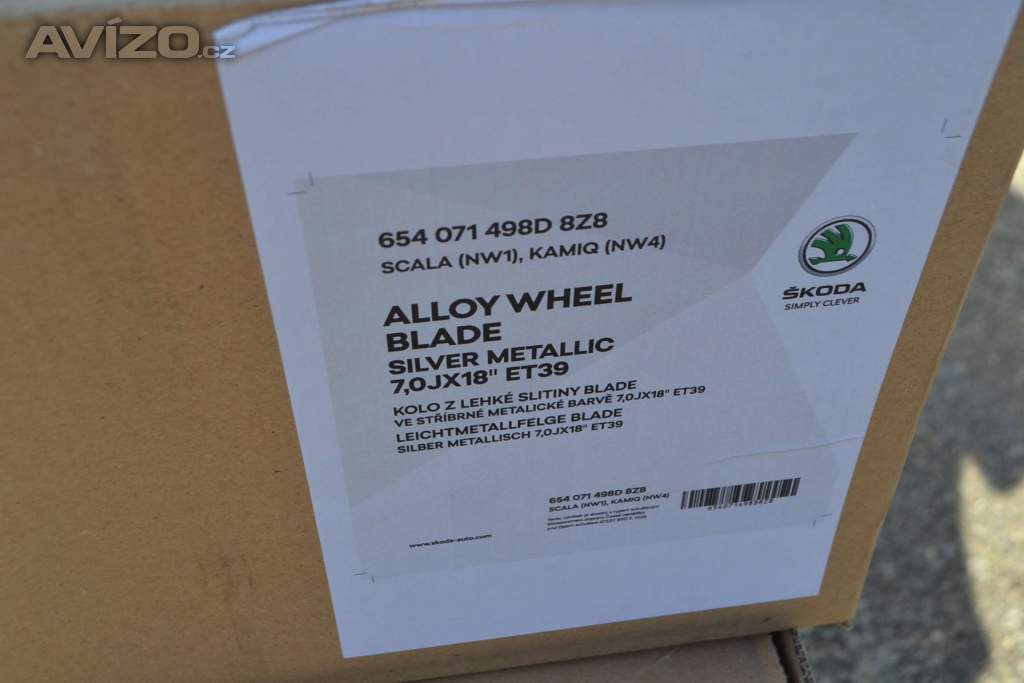 AVÍZO.cz
654 071 498D 8Z8
SCALA (NW1), KAMIQ (NW4)
ALLOY WHEEL
BLADE
SILVER METALLIC
7,0JX18" ET39
KOLO Z LEHKÉ SLITINY BLADE
VE STŘÍBRNÉ METALICKÉ BARVĚ 7,0JX18" ET39
LEICHTMETALLFELGE BLADE
SILBER METALLISCH 7,0JX18" ET39
ŠKODA
SIMPLY CLEVER
654 071 498D 8Z8
SCALA (NW1), KAMIQ (NW4)
www.skoda-auto.com